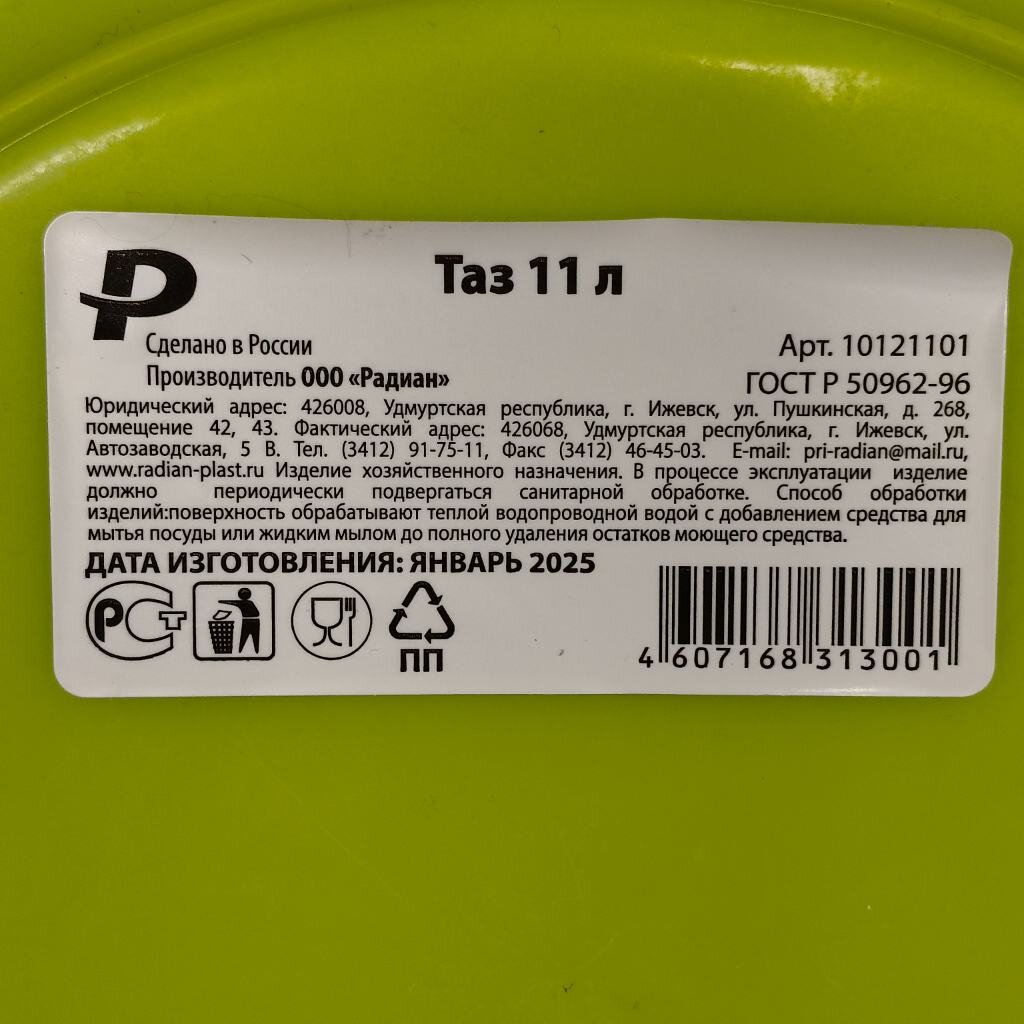 Таз 11 л
Сделано в России
Арт. 10121101
Производитель ООО «Радиан»
ГОСТ Р 50962-96
Юридический адрес: 426008, Удмуртская республика, г. Ижевск, ул. Пушкинская, д. 268,
помещение 42, 43. Фактический адрес: 426068, Удмуртская республика, г. Ижевск, ул.
Автозаводская, 5 В. Тел. (3412) 91-75-11, Факс (3412) 46-45-03. E-mail: pri-radian@mail.ru,
www.radian-plast.ru Изделие хозяйственного назначения. В процессе эксплуатации изделие
должно периодически подвергаться санитарной обработке. Способ обработки
изделий:поверхность обрабатывают теплой водопроводной водой с добавлением средства для
мытья посуды или жидким мылом до полного удаления остатков моющего средства.
ДАТА ИЗГОТОВЛЕНИЯ: ЯНВАРЬ 2025
РСТ
ПП
4 607168 313001